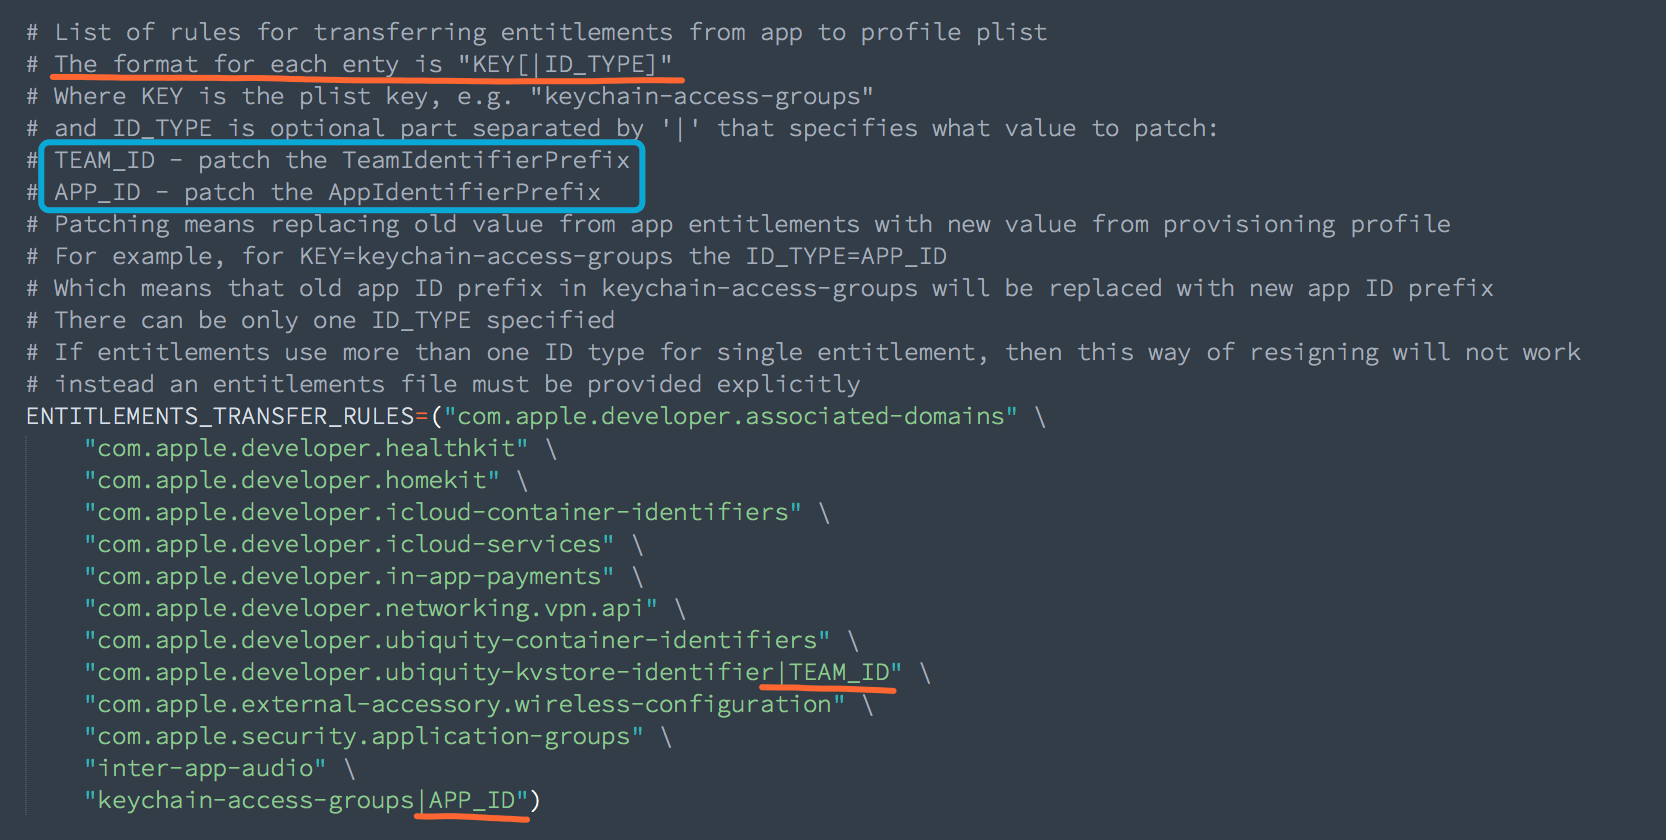 # List of rules for transferring entitlements from app to profile plist
# The format for each enty is "KEY[|ID_TYPE]"
# Where KEY is the plist key, e.g. "keychain-access-groups"
# and ID_TYPE is optional part separated by '|' that specifies what value to patch:
# TEAM_ID - patch the TeamIdentifierPrefix
# APP_ID - patch the AppIdentifierPrefix
# Patching means replacing old value from app entitlements with new value from provisioning profile
# For example, for KEY=keychain-access-groups the ID_TYPE=APP_ID
# Which means that old app ID prefix in keychain-access-groups will be replaced with new app ID prefix
# There can be only one ID_TYPE specified
# If entitlements use more than one ID type for single entitlement, then this way of resigning will not work
# instead an entitlements file must be provided explicitly
ENTITLEMENTS_TRANSFER_RULES=("com.apple.developer.associated-domains" \
    "com.apple.developer.healthkit" \
    "com.apple.developer.homekit" \
    "com.apple.developer.icloud-container-identifiers" \
    "com.apple.developer.icloud-services" \
    "com.apple.developer.in-app-payments" \
    "com.apple.developer.networking.vpn.api" \
    "com.apple.developer.ubiquity-container-identifiers" \
    "com.apple.developer.ubiquity-kvstore-identifier|TEAM_ID" \
    "com.apple.external-accessory.wireless-configuration" \
    "com.apple.security.application-groups" \
    "inter-app-audio" \
    "keychain-access-groups|APP_ID")